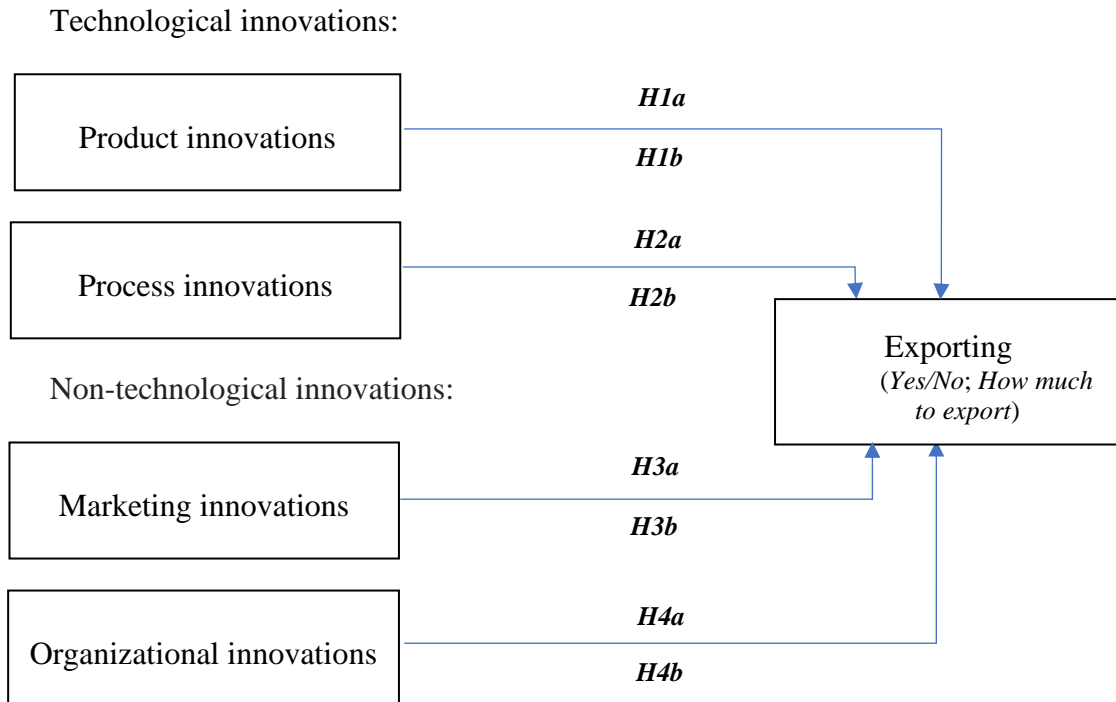 Technological innovations:
Product innovations
H1a
H1b
Process innovations
H2a
H2b
Exporting
(Yes/No; How much
to export)
Non-technological innovations:
Marketing innovations
H3a
H3b
Organizational innovations
H4a
H4b